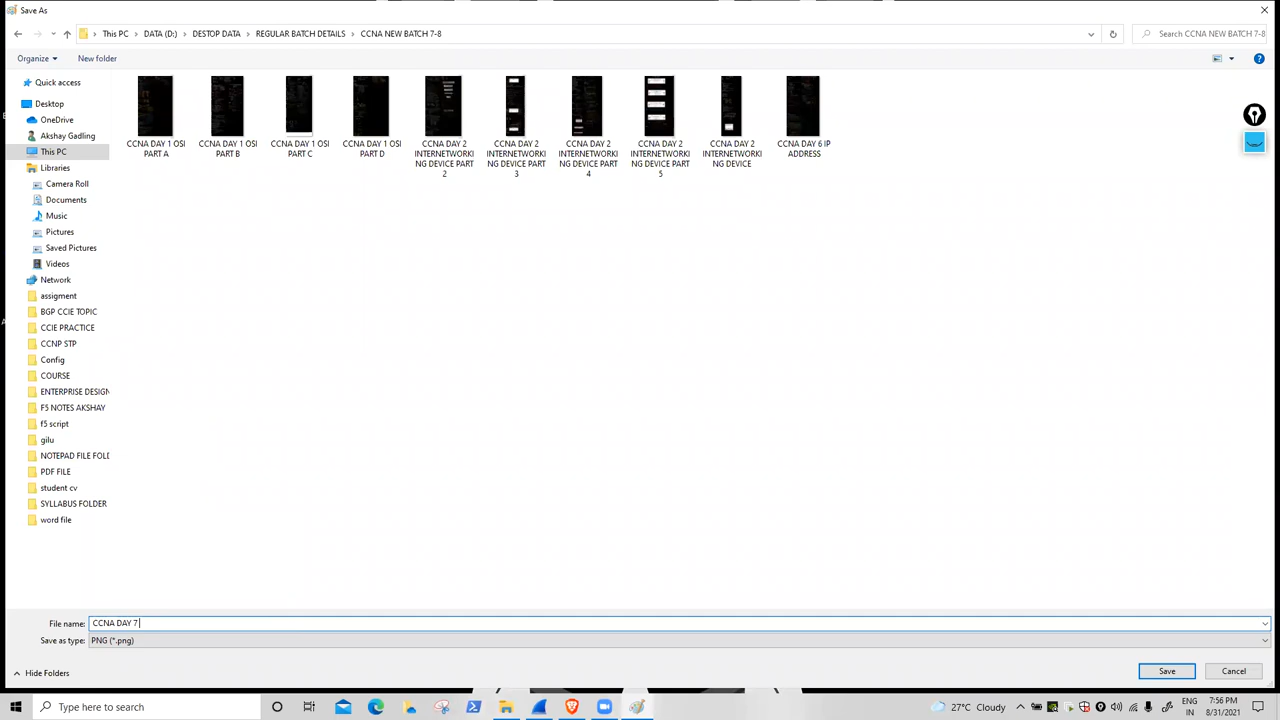 Save As
This PC DATA (D:) DESTOP DATA REGULAR BATCH DETAILS CCNA NEW BATCH 7-8
Search CCNA NEW BATCH 7-8
Organize
New folder
Quick access
Desktop
OneDrive
Akshay Gadling
This PC
Libraries
Camera Roll
Documents
Music
Pictures
Saved Pictures
Videos
Network
assigment
BGP CCIE TOPIC
CCIE PRACTICE
CCNP STP
Config
COURSE
ENTERPRISE DESIGN
F5 NOTES AKSHAY
f5 script
gilu
NOTEPAD FILE FOLD
PDF FILE
student cv
SYLLABUS FOLDER
word file
CCNA DAY 1 OSI
PART A
CCNA DAY 1 OSI
PART B
CCNA DAY 1 OSI
PART C
CCNA DAY 1 OSI
PART D
CCNA DAY 2
INTERNETWORKI
NG DEVICE PART
2
CCNA DAY 2
INTERNETWORKI
NG DEVICE PART
3
CCNA DAY 2
INTERNETWORKI
NG DEVICE PART
4
CCNA DAY 2
INTERNETWORKI
NG DEVICE PART
5
CCNA DAY 2
INTERNETWORKI
NG DEVICE
CCNA DAY 6 IP
ADDRESS
File name: CCNA DAY 7
Save as type: PNG (*.png)
Hide Folders
Save
Cancel
Type here to search
27°C Cloudy
ENG
IN
7:56 PM
8/31/2021